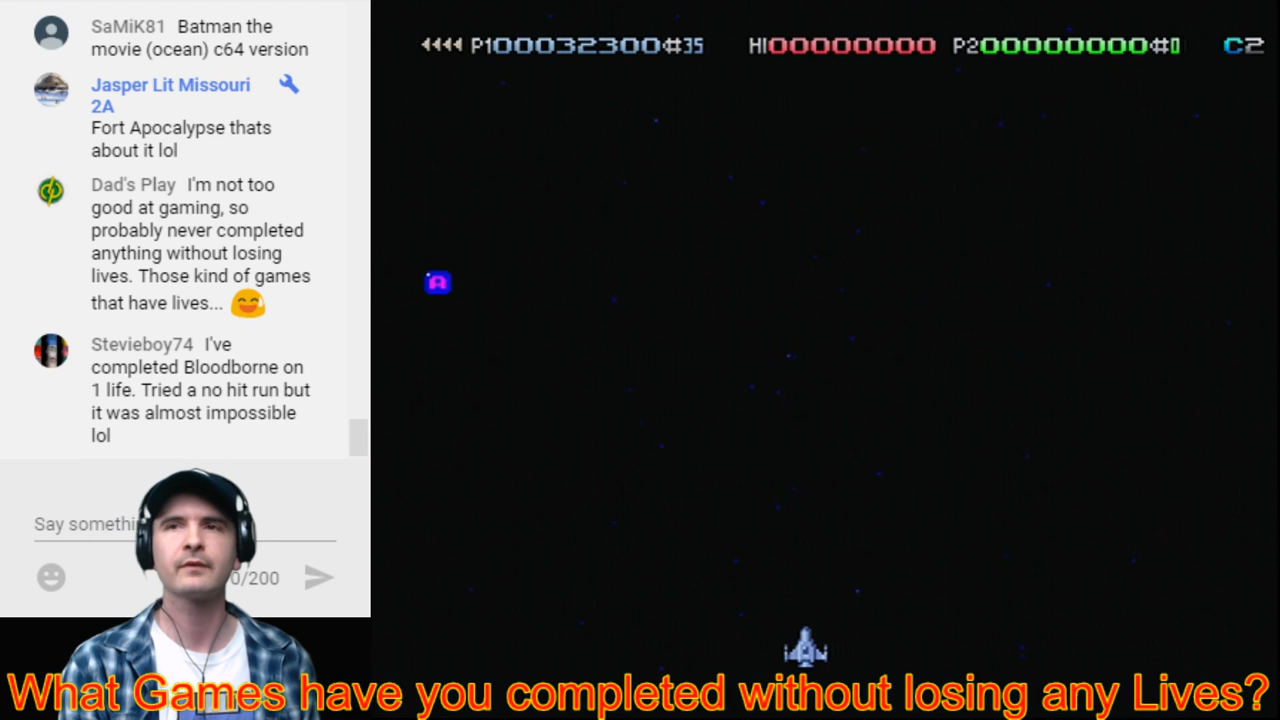 SaMiK81 Batman the
movie (ocean) c64 version
Jasper Lit Missouri
2A
Fort Apocalypse thats
about it lol
Dad's Play I'm not too
good at gaming, so
probably never completed
anything without losing
lives. Those kind of games
that have lives...
Stevieboy74 I've
completed Bloodborne on
1 life. Tried a no hit run but
it was almost impossible
lol
Say somethi
0/200
P100032300#35 HI00000000 P200000000#0 C2
A
What Games have you completed without losing any Lives?